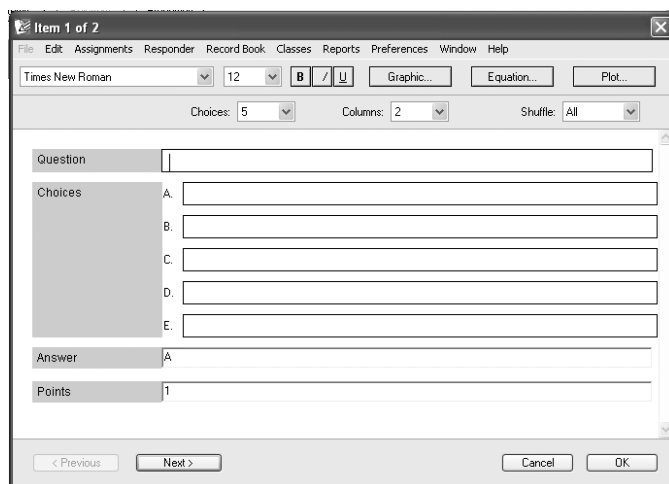 Item 1 of 2
File Edit Assignments Responder Record Book Classes Reports Preferences Window Help
Times New Roman 12 B I U Graphic... Equation... Plot...
Choices: 5 Columns: 2 Shuffle: All
Question
Choices A.
B.
C.
D.
E.
Answer A
Points 1
< Previous Next > Cancel OK